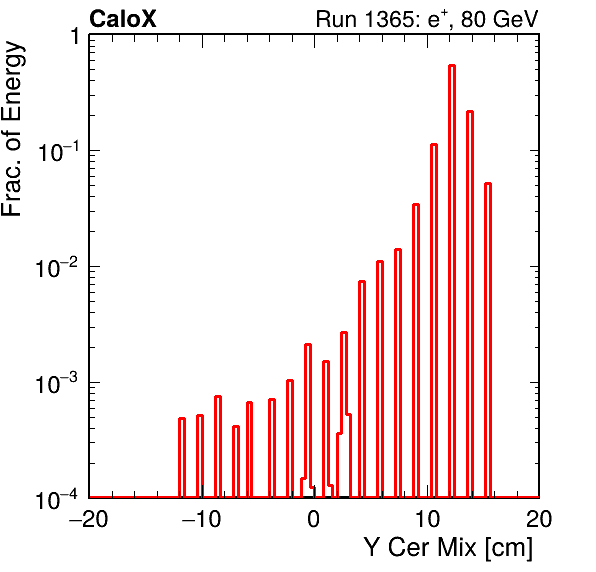 CaloX Run 1365: e⁺, 80 GeV
Frac. of Energy
1
10⁻¹
10⁻²
10⁻³
10⁻⁴
−20 −10 0 10 20
Y Cer Mix [cm]